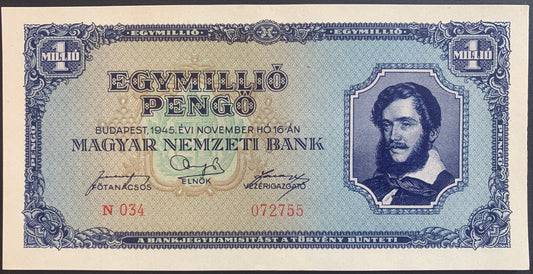 EGYMILLIÓ EGYMILLIÓ
1 MILLIÓ 1 MILLIÓ
EGYMILLIÓ
PENGŐ
BUDAPEST, 1945. ÉVI NOVEMBER HÓ 16-ÁN
MAGYAR NEMZETI BANK
FŐTANÁCSOS ELNÖK VEZÉRIGAZGATÓ
N 034 072755
A BANKJEGYHAMISÍTÁST A TÖRVÉNY BÜNTETI